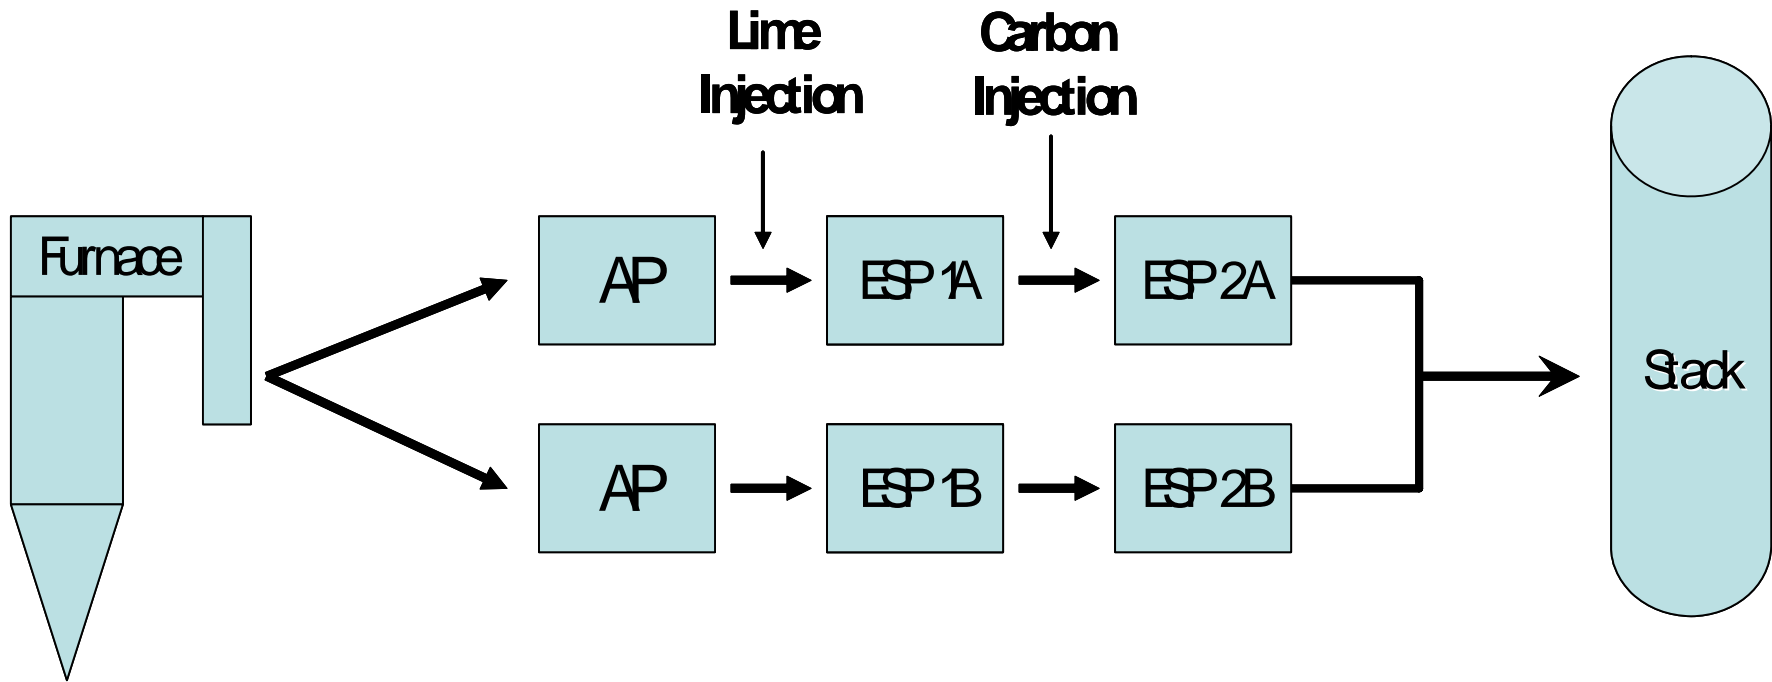 Lime
Injection
Carbon
Injection
Furnace
AP
ESP 1A
ESP 2A
Stack
AP
ESP 1B
ESP 2B